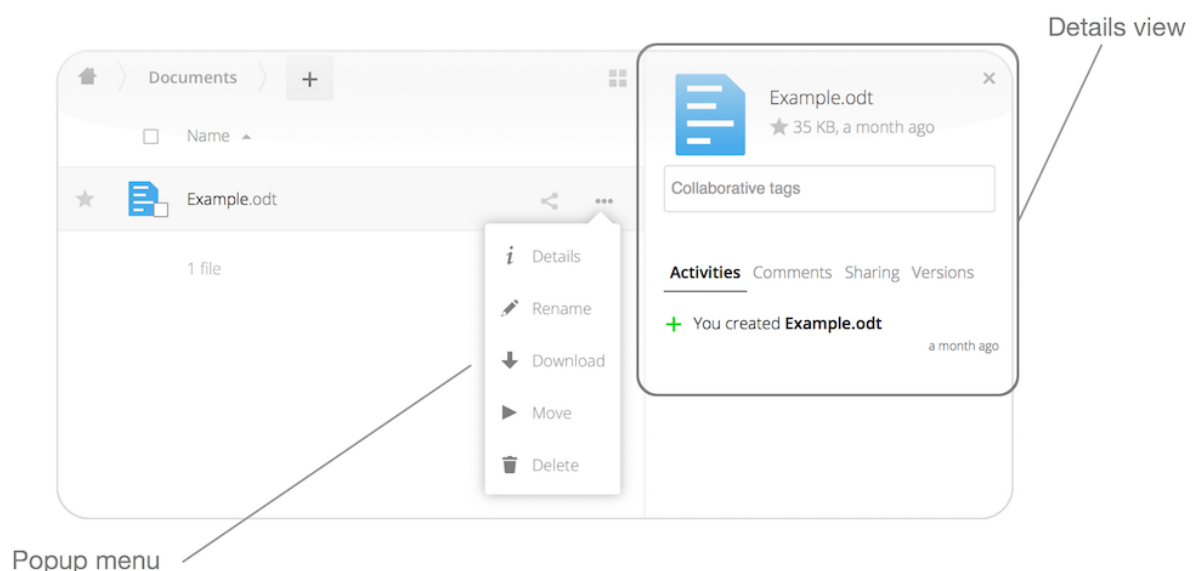 Details view
Documents
+
Example.odt
35 KB, a month ago
Name
Collaborative tags
Example.odt
1 file
Details
Rename
Download
Move
Delete
Activities Comments Sharing Versions
You created Example.odt
a month ago
Popup menu